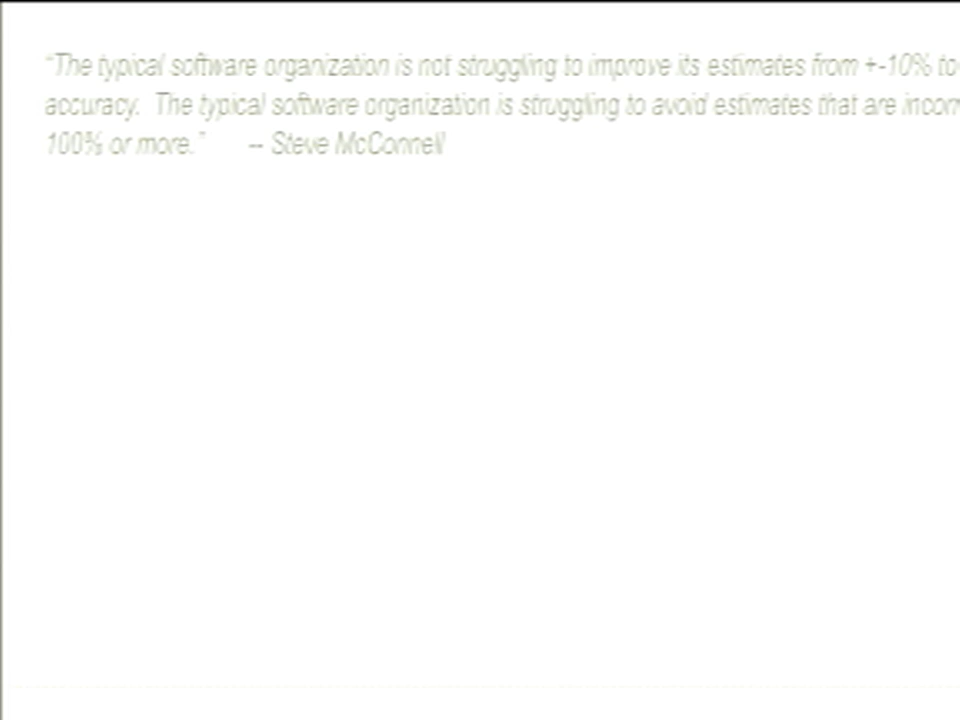 "The typical software organization is not struggling to improve its estimates from +-10% to
accuracy. The typical software organization is struggling to avoid estimates that are
100% or more." -- Steve McConnell